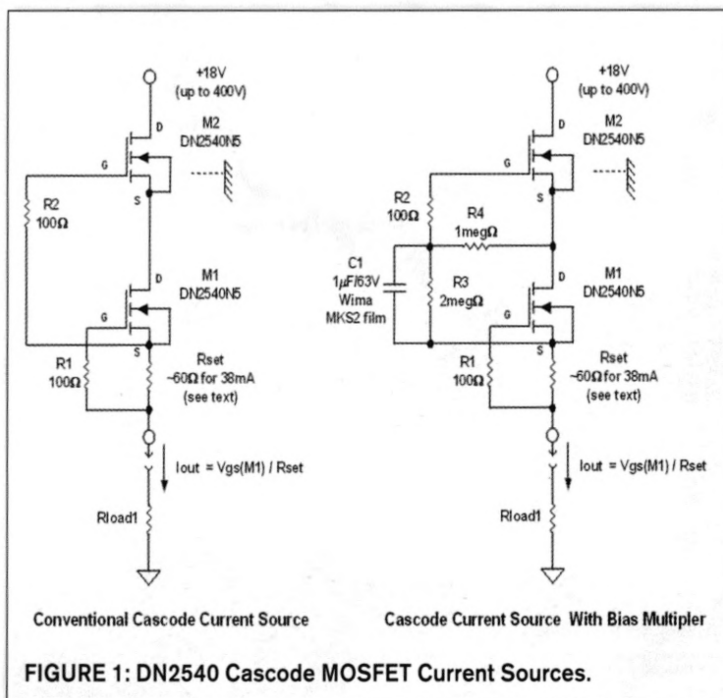 +18V
(up to 400V)
D
M2
DN2540N5
G
S
R2
100Ω
D
M1
DN2540N5
G
S
R1
100Ω
Rset
~60Ω for 38mA
(see text)
Iout = Vgs(M1) / Rset
Rload1
Conventional Cascode Current Source
+18V
(up to 400V)
D
M2
DN2540N5
G
S
R2
100Ω
R4
1megΩ
C1
1µF/63V
Wima
MKS2 film
R3
2megΩ
D
M1
DN2540N5
G
S
R1
100Ω
Rset
~60Ω for 38mA
(see text)
Iout = Vgs(M1) / Rset
Rload1
Cascode Current Source With Bias Multipler
FIGURE 1: DN2540 Cascode MOSFET Current Sources.